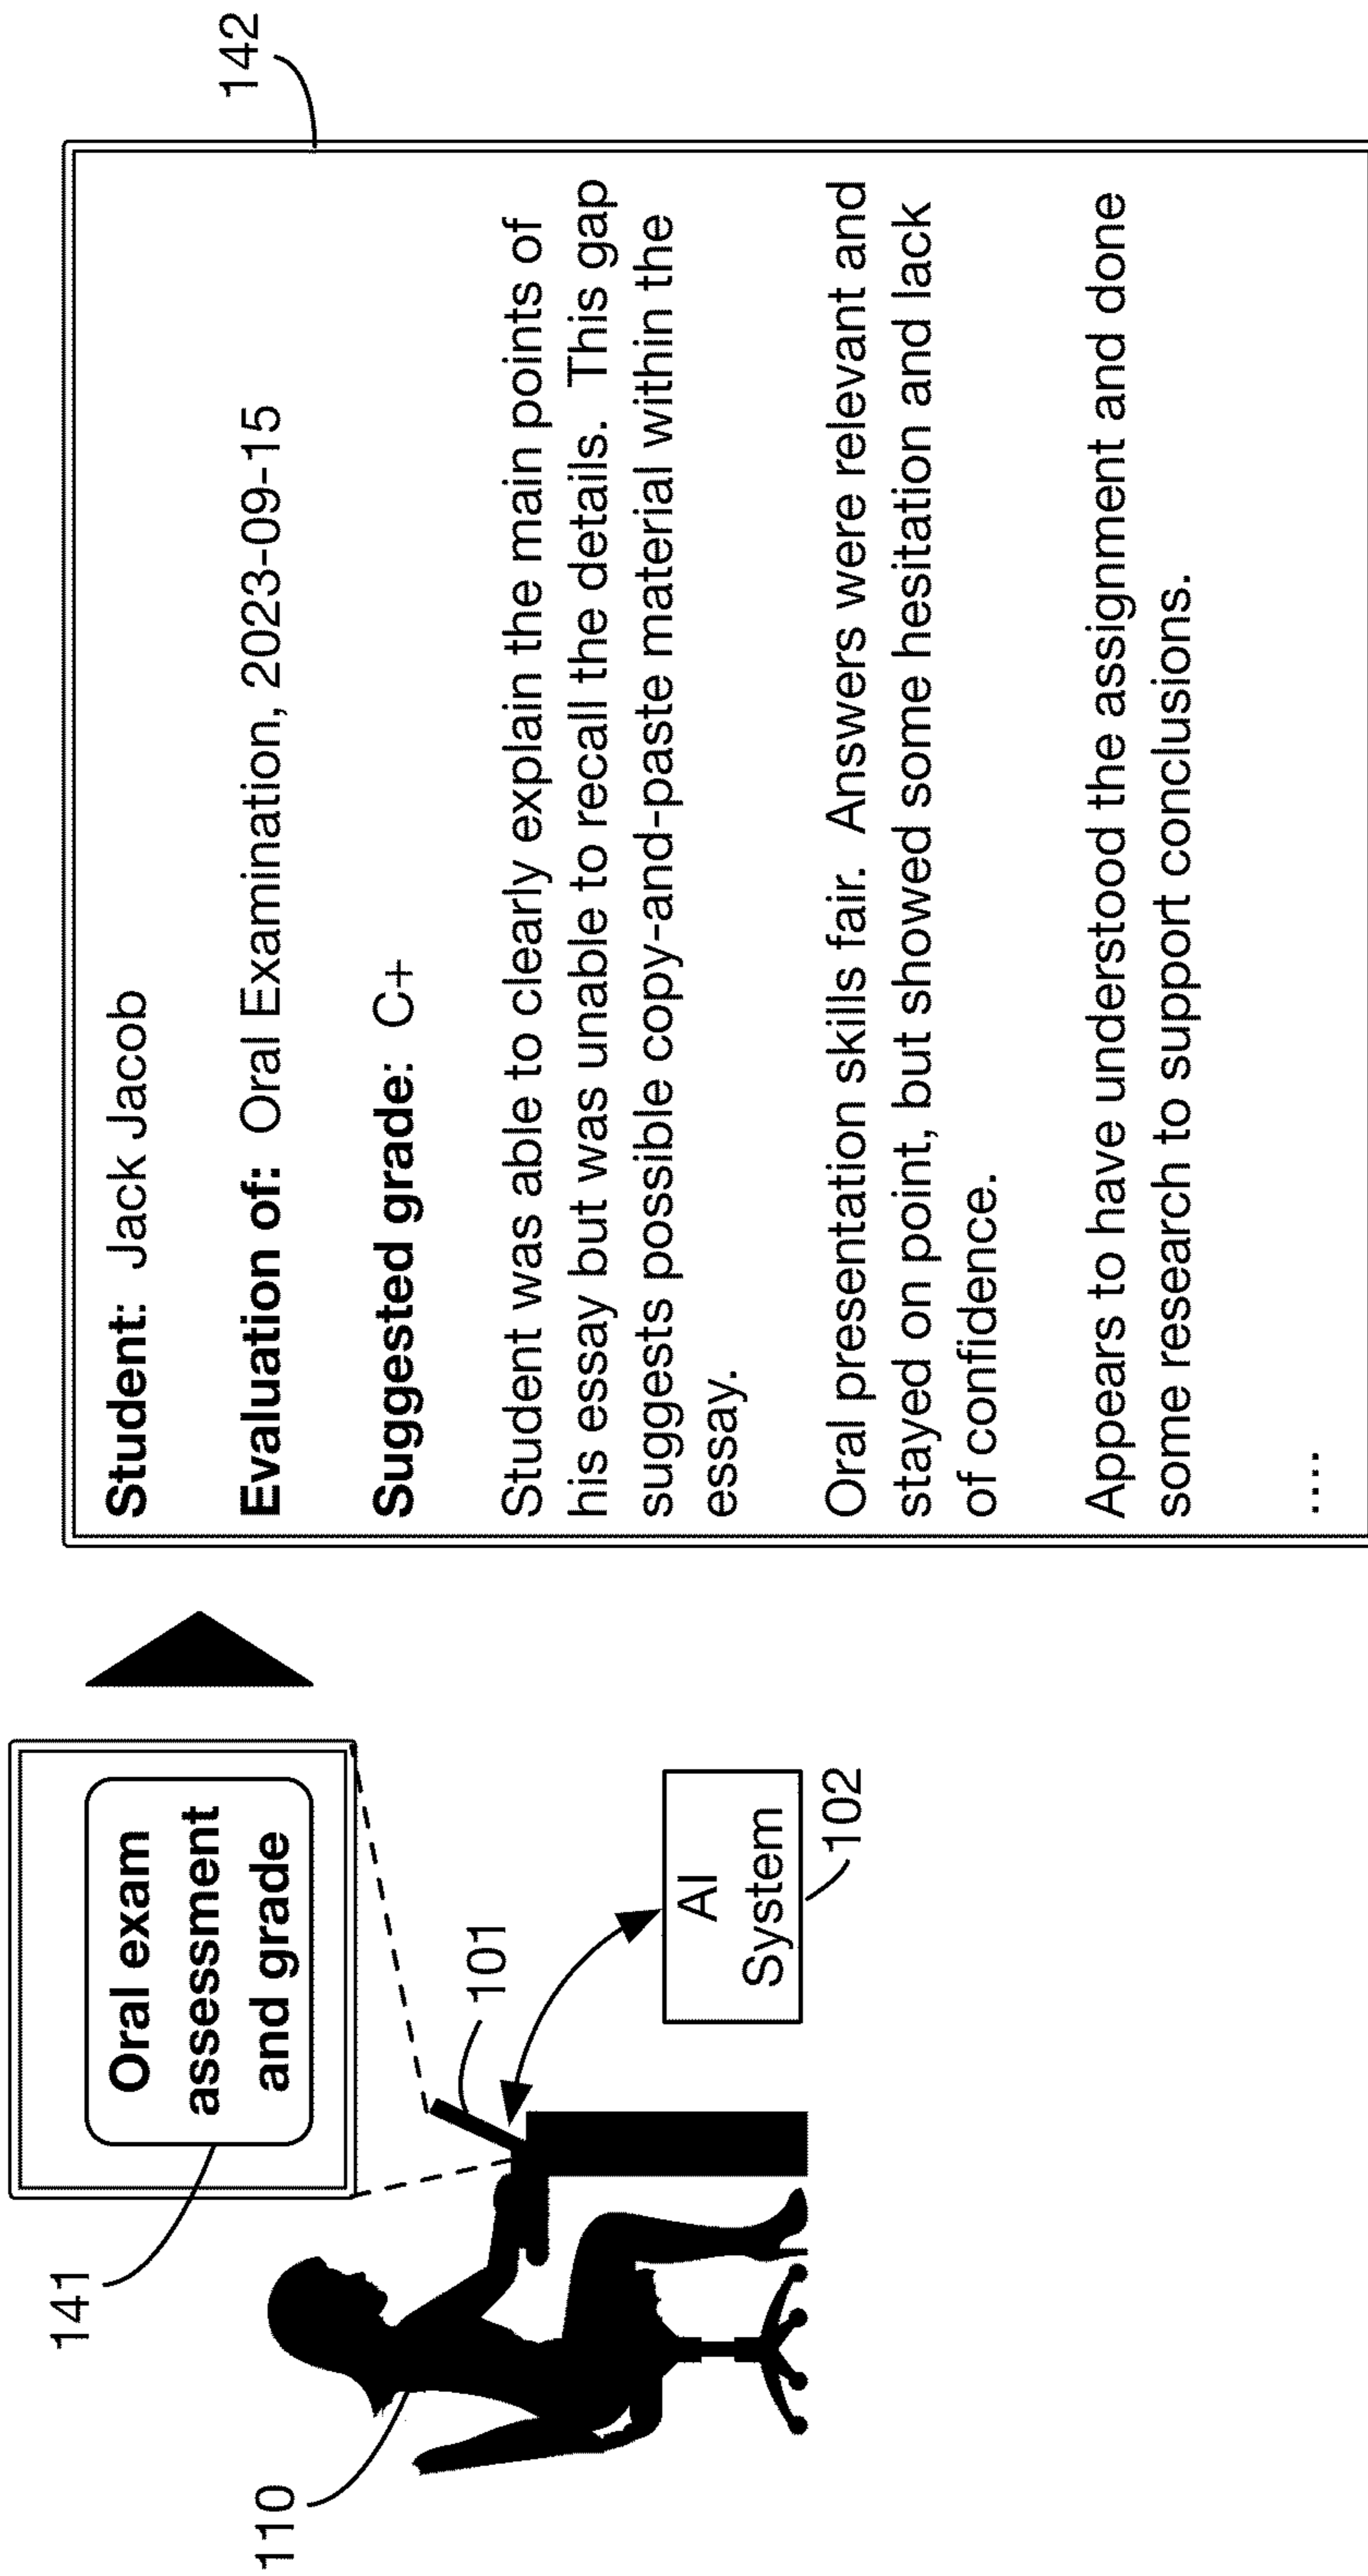 110
141
Oral exam
assessment
and grade
101
AI
System
102
142
Student: Jack Jacob
Evaluation of: Oral Examination, 2023-09-15
Suggested grade: C+
Student was able to clearly explain the main points of
his essay but was unable to recall the details. This gap
suggests possible copy-and-paste material within the
essay.
Oral presentation skills fair. Answers were relevant and
stayed on point, but showed some hesitation and lack
of confidence.
Appears to have understood the assignment and done
some research to support conclusions.
....